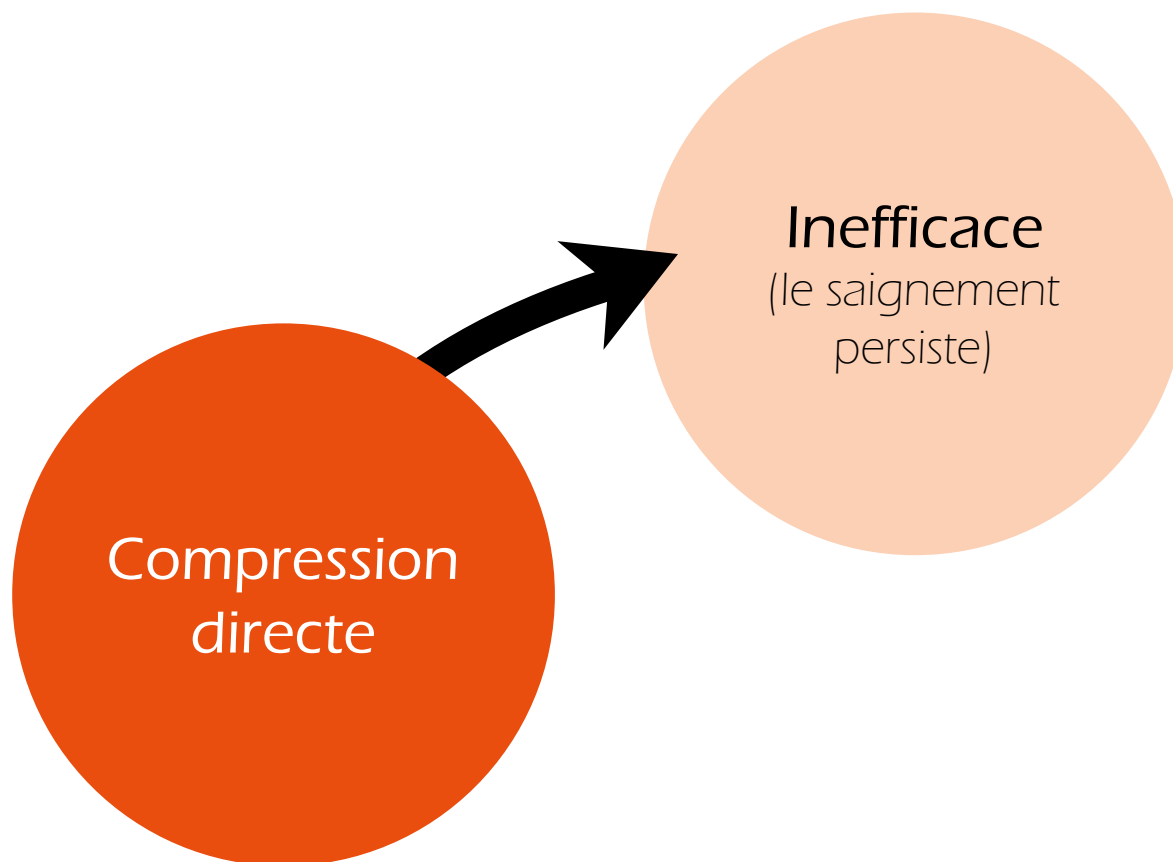 Inefficace
(le saignement
persiste)
Compression
directe